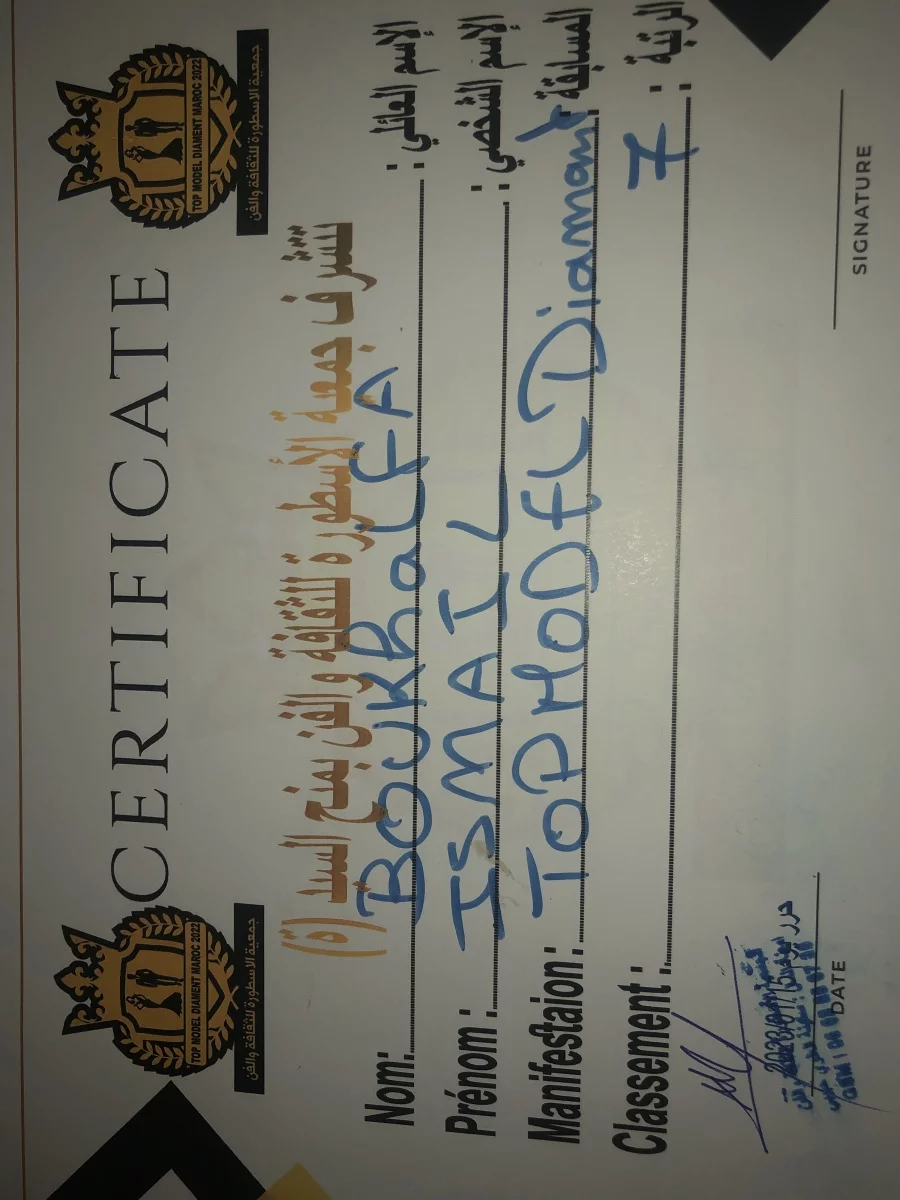 TOP MODEL DIAMENT MAROC 2022
جمعية الاسطورة للثقافة والفن
CERTIFICATE
TOP MODEL DIAMENT MAROC 2022
جمعية الاسطورة للثقافة والفن
تتشرف جمعية الأسطورة للثقافة والفن بمنح السيد (ة)
Nom: BOUKhaLFA الإسم العائلي :
Prénom : ISMAIL الإسم الشخصي :
Manifestaion : ToP MODEL Diamant المسابقة :
Classement : 7 الرتبة :
حرر
DATE
SIGNATURE